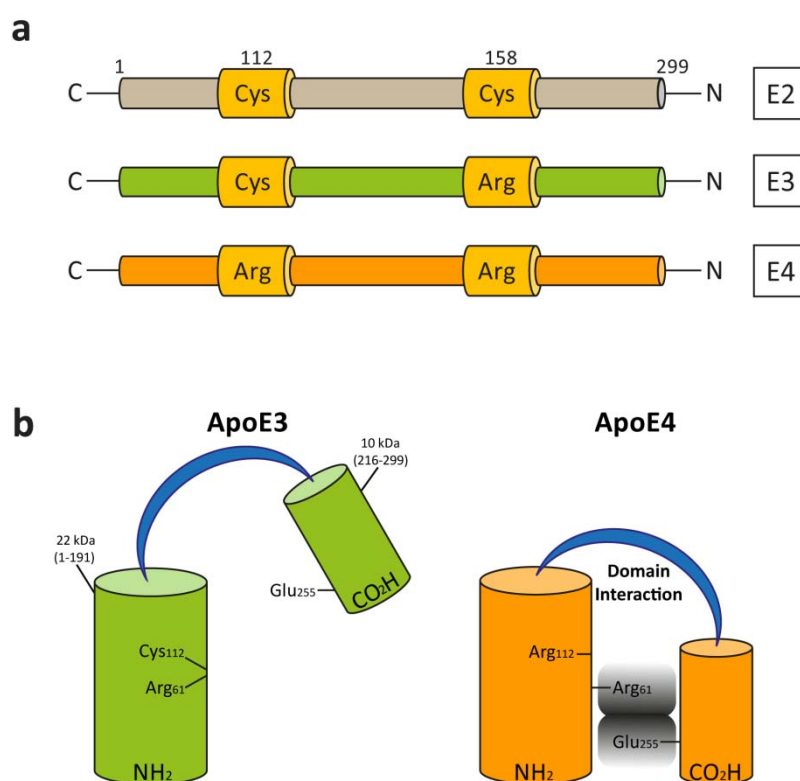 a
1 112 158 299
C Cys Cys N E2
C Cys Arg N E3
C Arg Arg N E4
b
ApoE3
22 kDa
(1-191)
10 kDa
(216-299)
Glu255
CO2H
Cys112
Arg61
NH2
ApoE4
Domain
Interaction
Arg112
Arg61
Glu255
NH2
CO2H